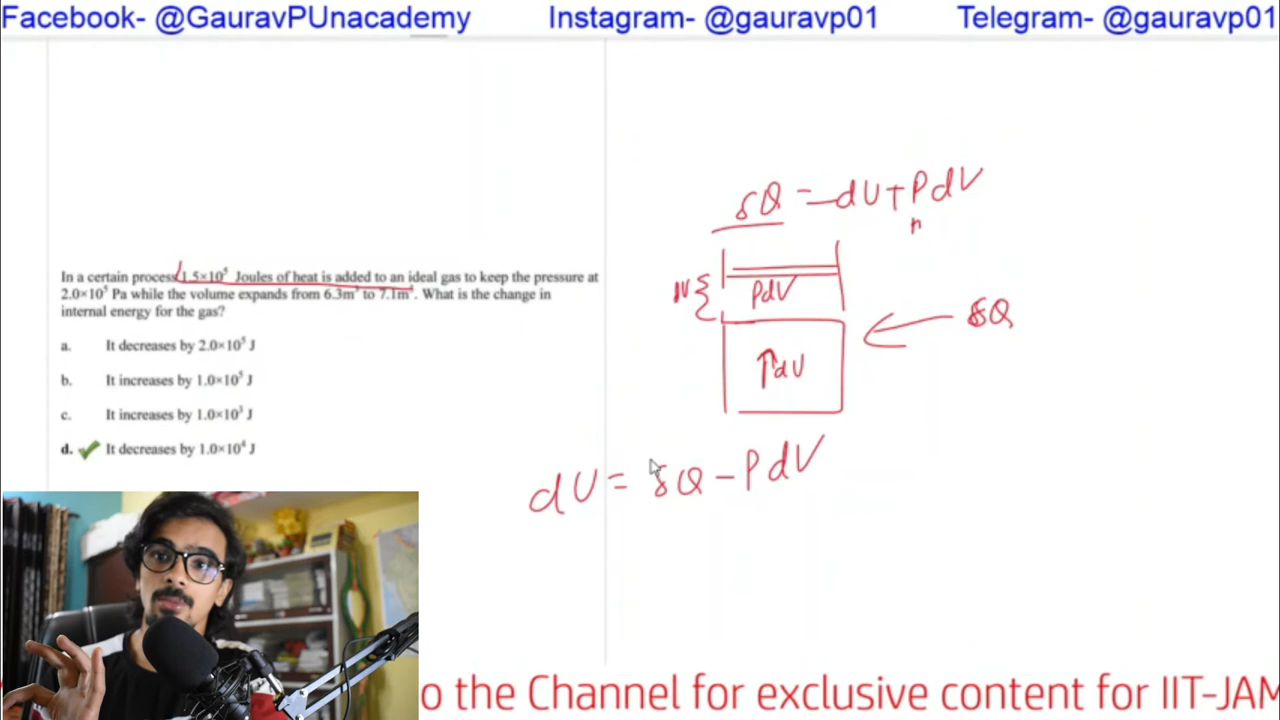 Facebook- @GauravPUnacademy Instagram- @gauravp01 Telegram- @gauravp01
In a certain process 1.5×10⁵ Joules of heat is added to an ideal gas to keep the pressure at
2.0×10⁵ Pa while the volume expands from 6.3m³ to 7.1m³. What is the change in
internal energy for the gas?
a. It decreases by 2.0×10⁵ J
b. It increases by 1.0×10⁵ J
c. It increases by 1.0×10³ J
d. It decreases by 1.0×10⁴ J
δQ = dU + PdV
PdV
δQ
↑dU
dU = δQ - PdV
o the Channel for exclusive content for IIT-JAM